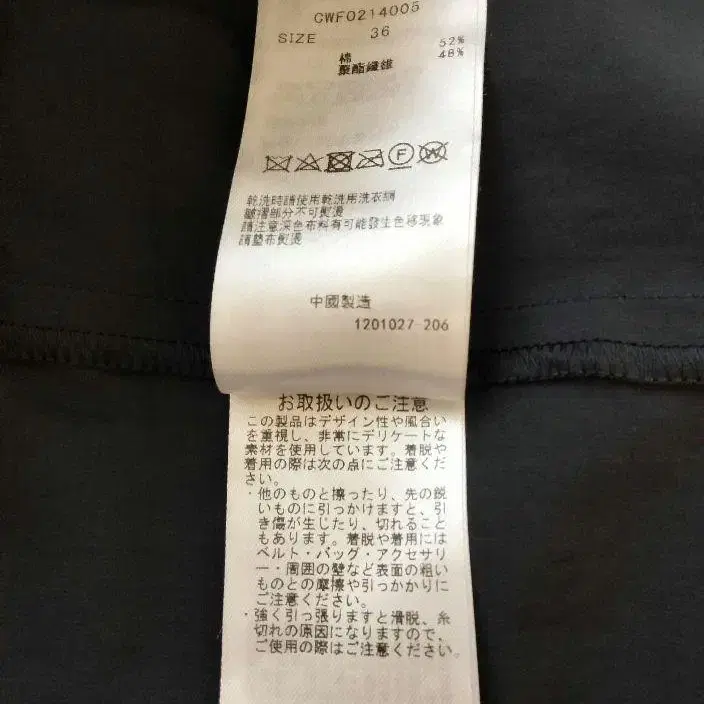 CWFO214005
SIZE 36
棉 52%
聚酯纖維 48%
乾洗時請使用乾洗用洗衣網
皺褶部分不可熨燙
請注意深色布料有可能發生色移現象
請墊布熨燙
中國製造
1201027-206
お取扱いのご注意
この製品はデザイン性や風合い
を重視し、非常にデリケートな
素材を使用しています。着脱や
着用の際は次の点にご注意くだ
さい。
・他のものと擦ったり、先の鋭
いものに引っかけますと、引
き傷が生じたり、切れること
もあります。着脱や着用には
ベルト・バッグ・アクセサリ
ー・周囲の壁など表面の粗い
ものとの摩擦や引っかかりに
ご注意ください。
・強く引っ張りますと滑脱、糸
切れの原因になりますので、
ご使用の際はご注意ください。